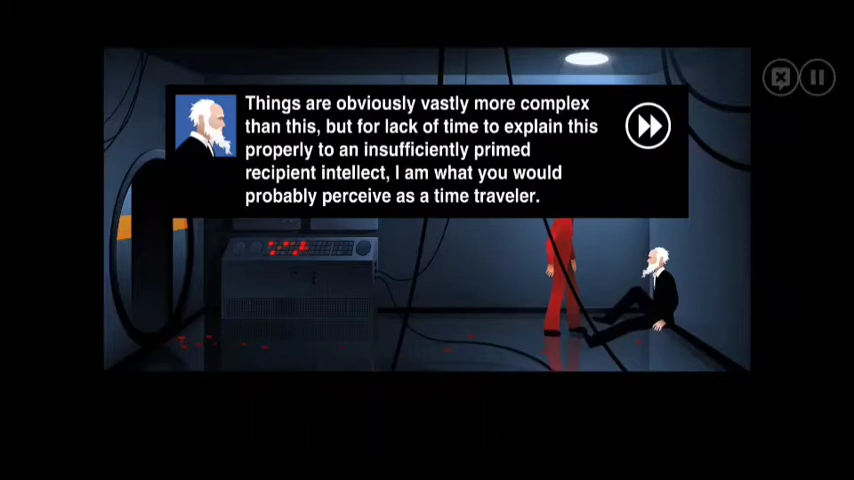 Things are obviously vastly more complex
than this, but for lack of time to explain this
properly to an insufficiently primed
recipient intellect, I am what you would
probably perceive as a time traveler.